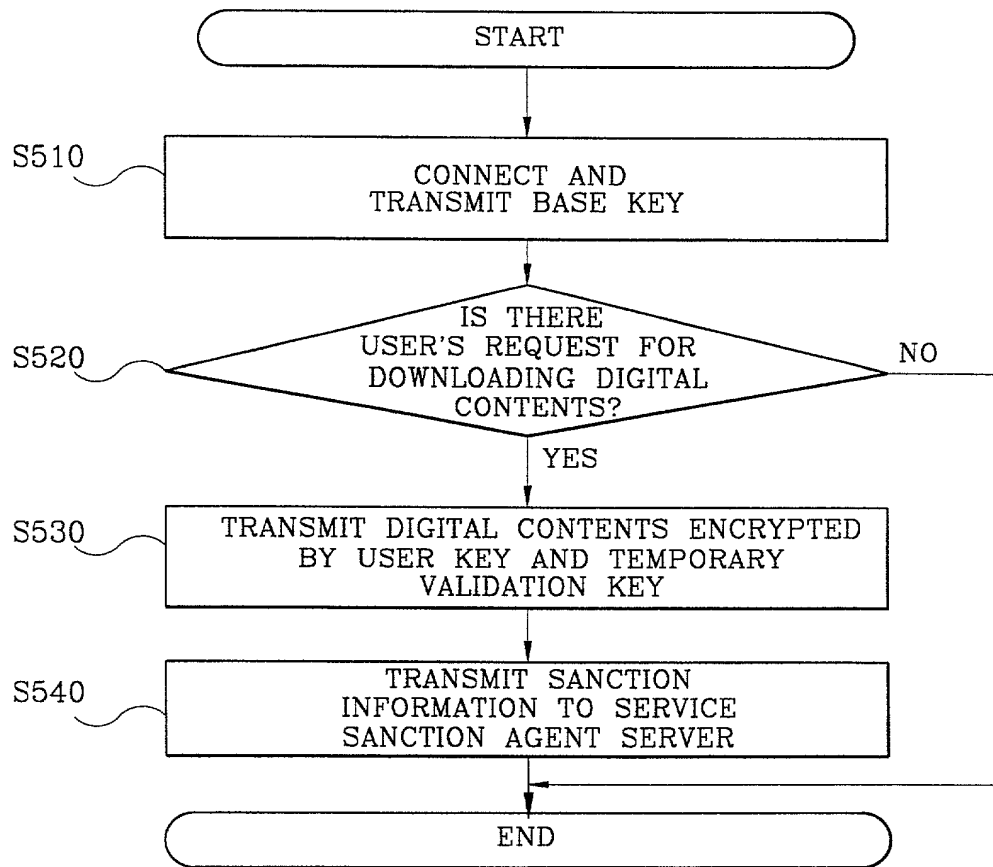 START
S510
CONNECT AND
TRANSMIT BASE KEY
S520
IS THERE
USER'S REQUEST FOR
DOWNLOADING DIGITAL
CONTENTS?
NO
YES
S530
TRANSMIT DIGITAL CONTENTS ENCRYPTED
BY USER KEY AND TEMPORARY
VALIDATION KEY
S540
TRANSMIT SANCTION
INFORMATION TO SERVICE
SANCTION AGENT SERVER
END